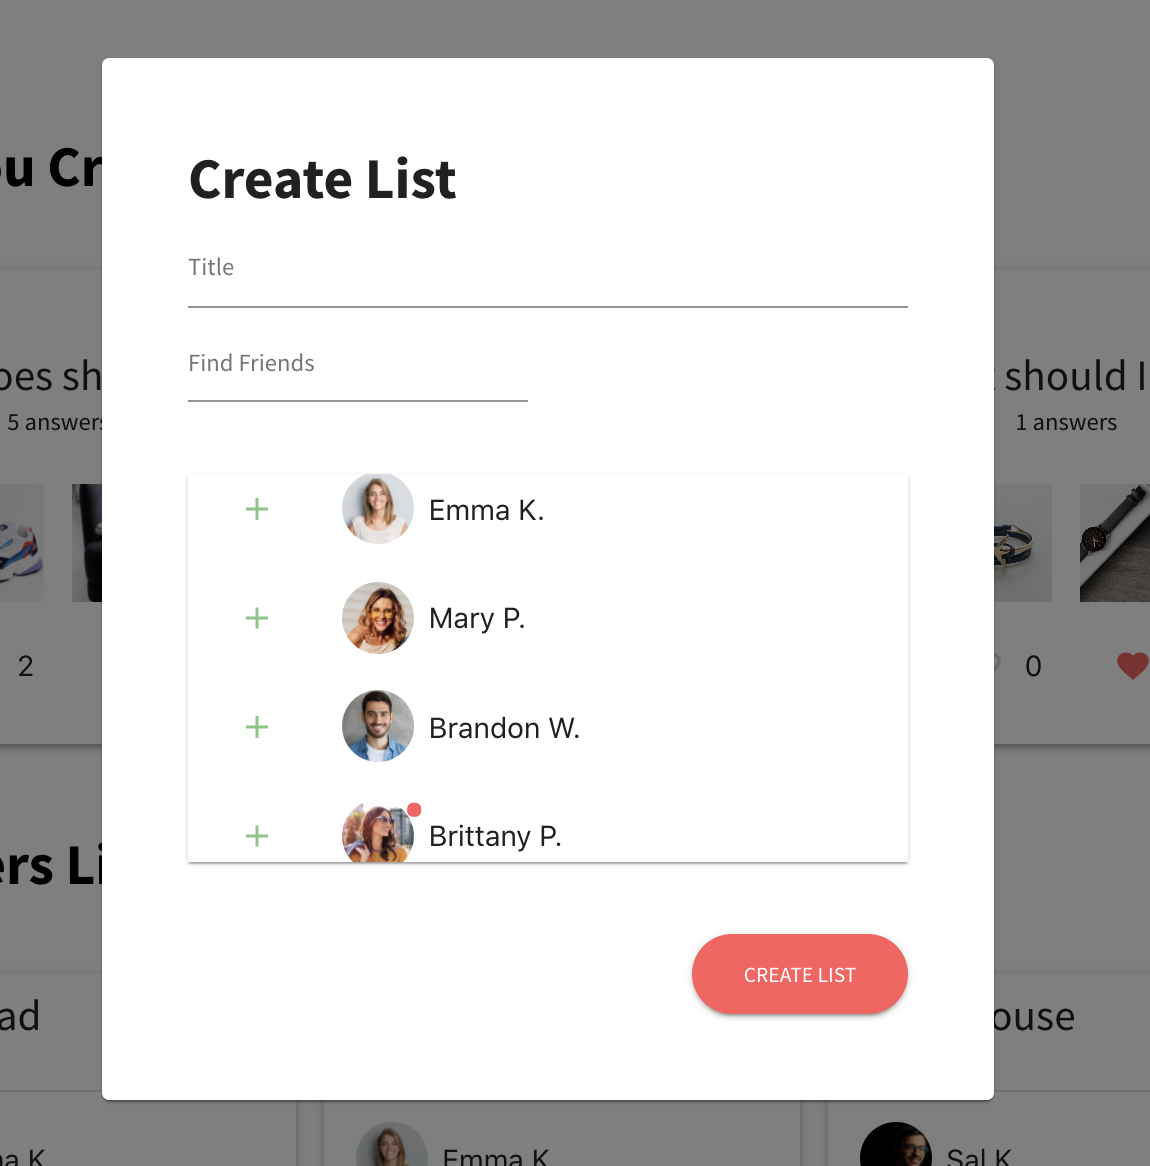 u Cr
Create List
Title
Find Friends
oes sh
should I
5 answers
1 answers
Emma K.
Mary P.
Brandon W.
2
0
Brittany P.
ers Li
CREATE LIST
ad
ouse
na K
Emma K
Sal K